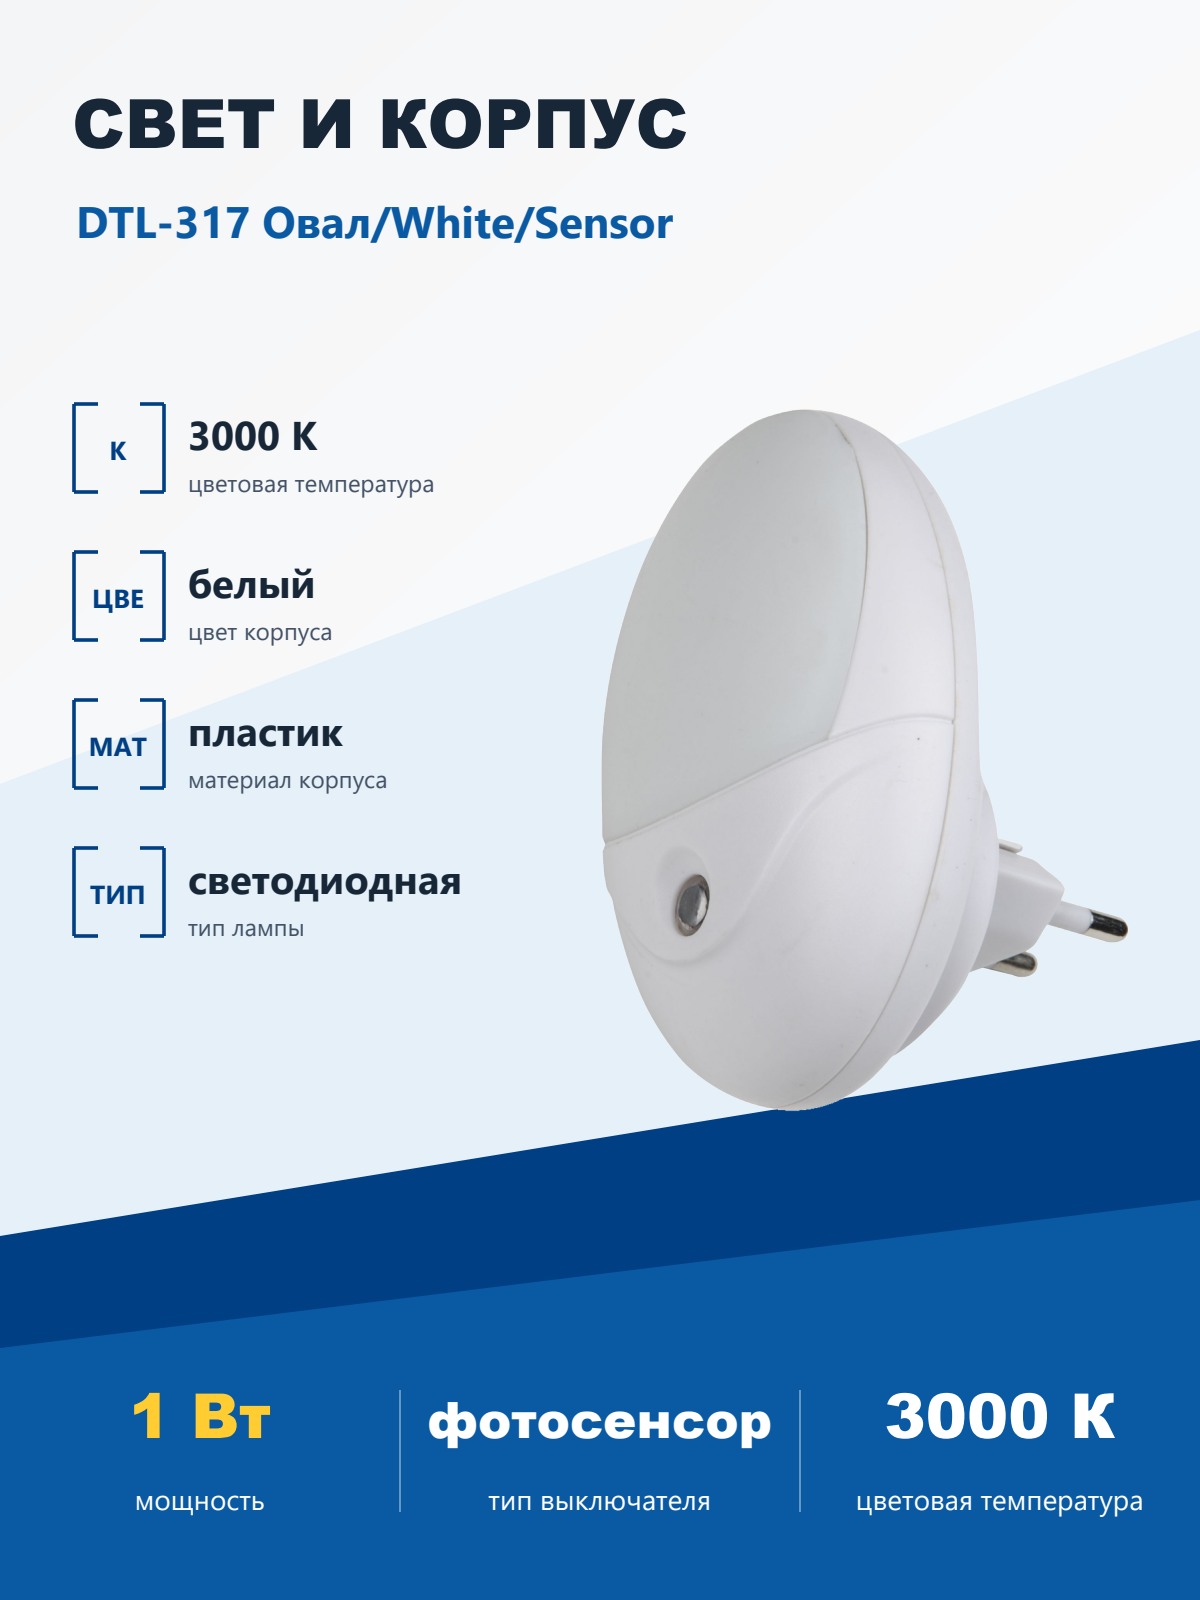 СВЕТ И КОРПУС
DTL-317 Овал/White/Sensor
К
3000 К
цветовая температура
ЦВЕ
белый
цвет корпуса
МАТ
пластик
материал корпуса
ТИП
светодиодная
тип лампы
1 Вт
мощность
фотосенсор
тип выключателя
3000 К
цветовая температура